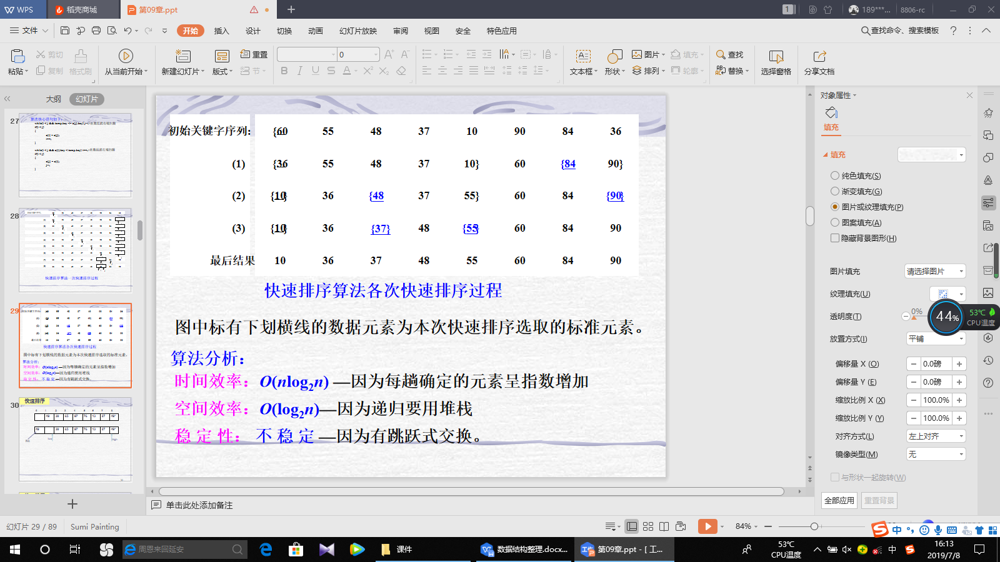 WPS 稻壳商城 第09章.ppt 1 189***... 8806-rc
文件 开始 插入 设计 切换 动画 幻灯片放映 审阅 视图 安全 特色应用 查找命令、搜索模板
粘贴 剪切 复制 格式刷 从当前开始 新建幻灯片 版式 重置 节 0 文本框 形状 图片 排列 填充 轮廓 查找 替换 选择窗格 分享文档
大纲 幻灯片
27
28
快速排序算法一次快速排序过程
29
30
快速排序
初始关键字序列: {60 55 48 37 10 90 84 36
(1) {36 55 48 37 10} 60 {84 90}
(2) {10} 36 {48 37 55} 60 84 {90}
(3) {10} 36 {37} 48 {55} 60 84 90
最后结果 10 36 37 48 55 60 84 90
快速排序算法各次快速排序过程
图中标有下划横线的数据元素为本次快速排序选取的标准元素。
算法分析:
时间效率:O(nlog₂n) —因为每趟确定的元素呈指数增加
空间效率:O(log₂n)—因为递归要用堆栈
稳 定 性: 不 稳 定 —因为有跳跃式交换。
单击此处添加备注
对象属性
填充
填充
纯色填充(S)
渐变填充(G)
图片或纹理填充(P)
图案填充(A)
隐藏背景图形(H)
图片填充 请选择图片
纹理填充(U)
透明度(T) 0%
44% 53℃ CPU温度
放置方式(I) 平铺
偏移量 X (O) 0.0磅
偏移量 Y (E) 0.0磅
缩放比例 X (X) 100.0%
缩放比例 Y (Y) 100.0%
对齐方式(L) 左上对齐
镜像类型(M) 无
与形状一起旋转(W)
全部应用 重置背景
幻灯片 29 / 89 Sumi Painting 84% 中
周恩来回延安 课件 数据结构整理.docx... 第09章.ppt - [ 工... 53℃ CPU温度 中 16:13 2019/7/8